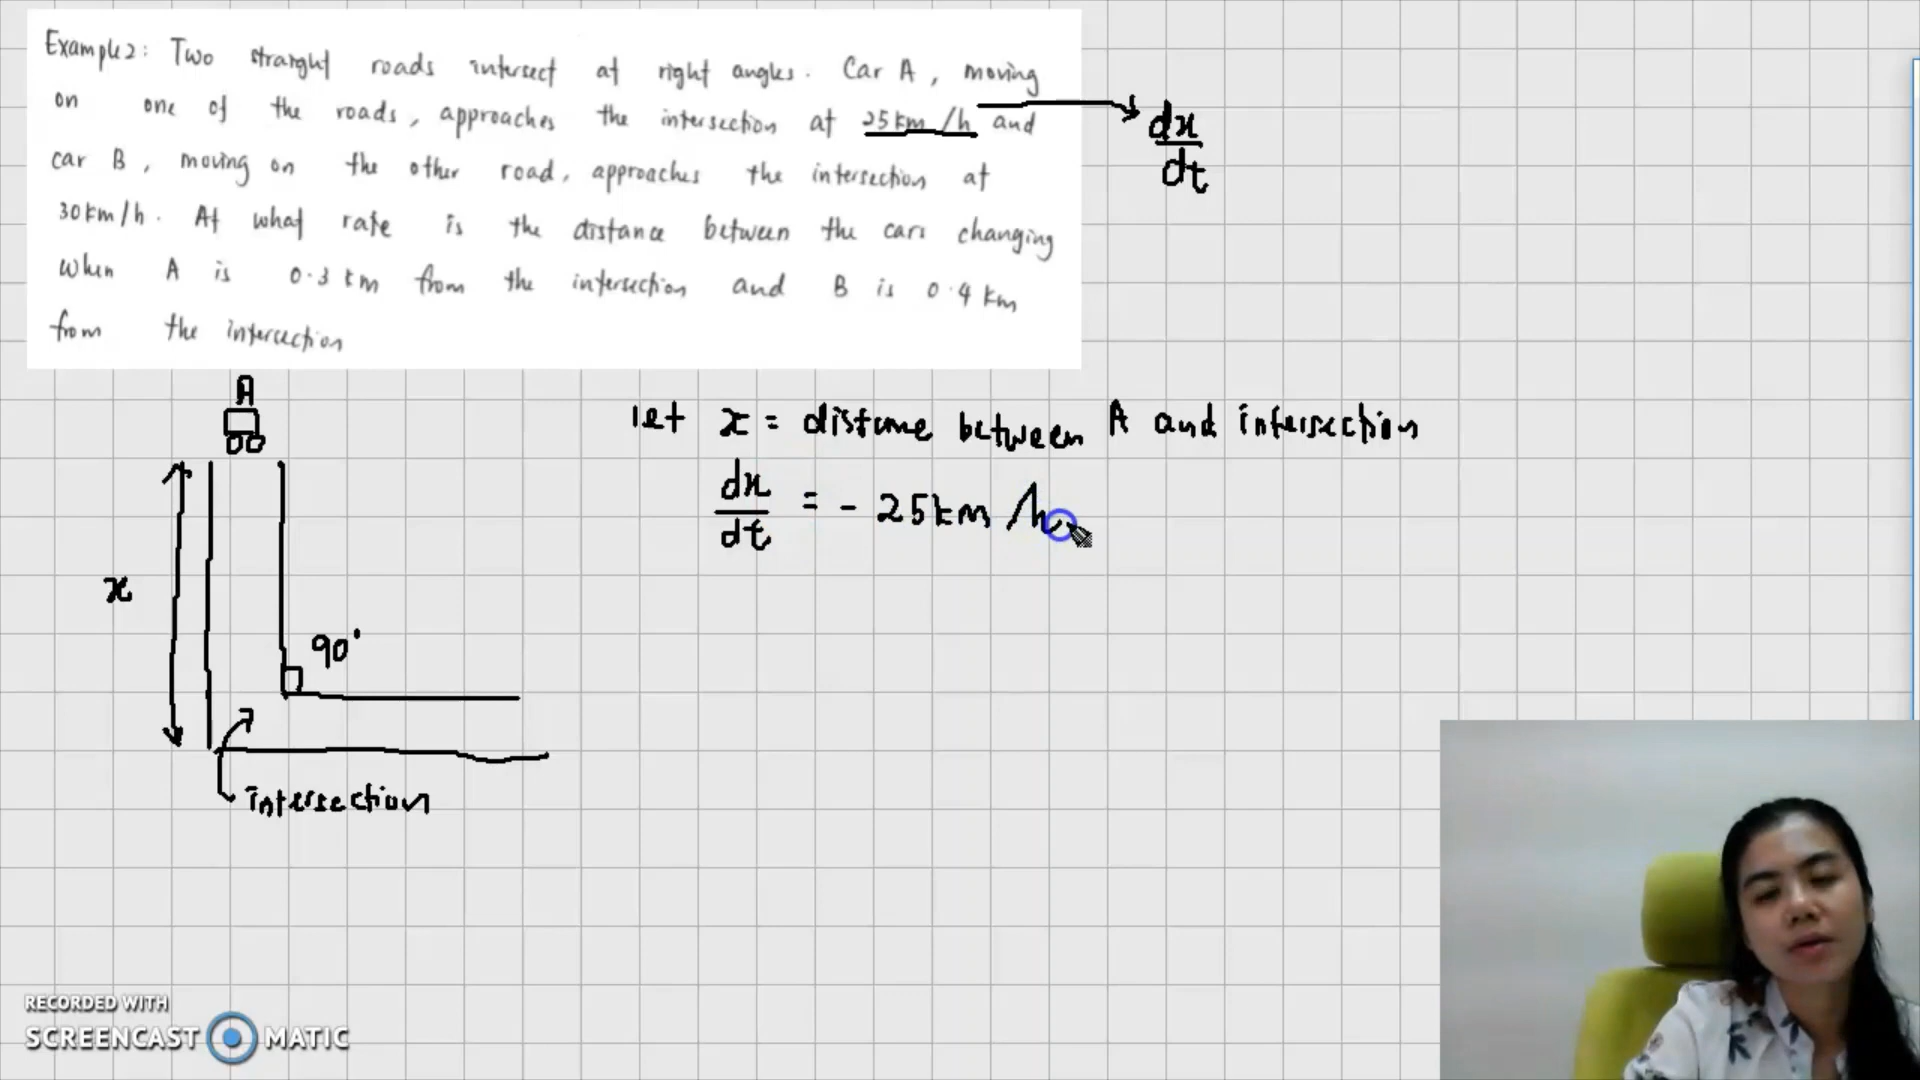 Example 2: Two straight roads intersect at right angles. Car A, moving
on one of the roads, approaches the intersection at 25km/h and
car B, moving on the other road, approaches the intersection at
30km/h. At what rate is the distance between the cars changing
when A is 0.3 km from the intersection and B is 0.4 km
from the intersection
dx
dt
A
let x = distance between A and intersection
dx
dt
= - 25km/h
x
90°
intersection
RECORDED WITH
SCREENCAST MATIC